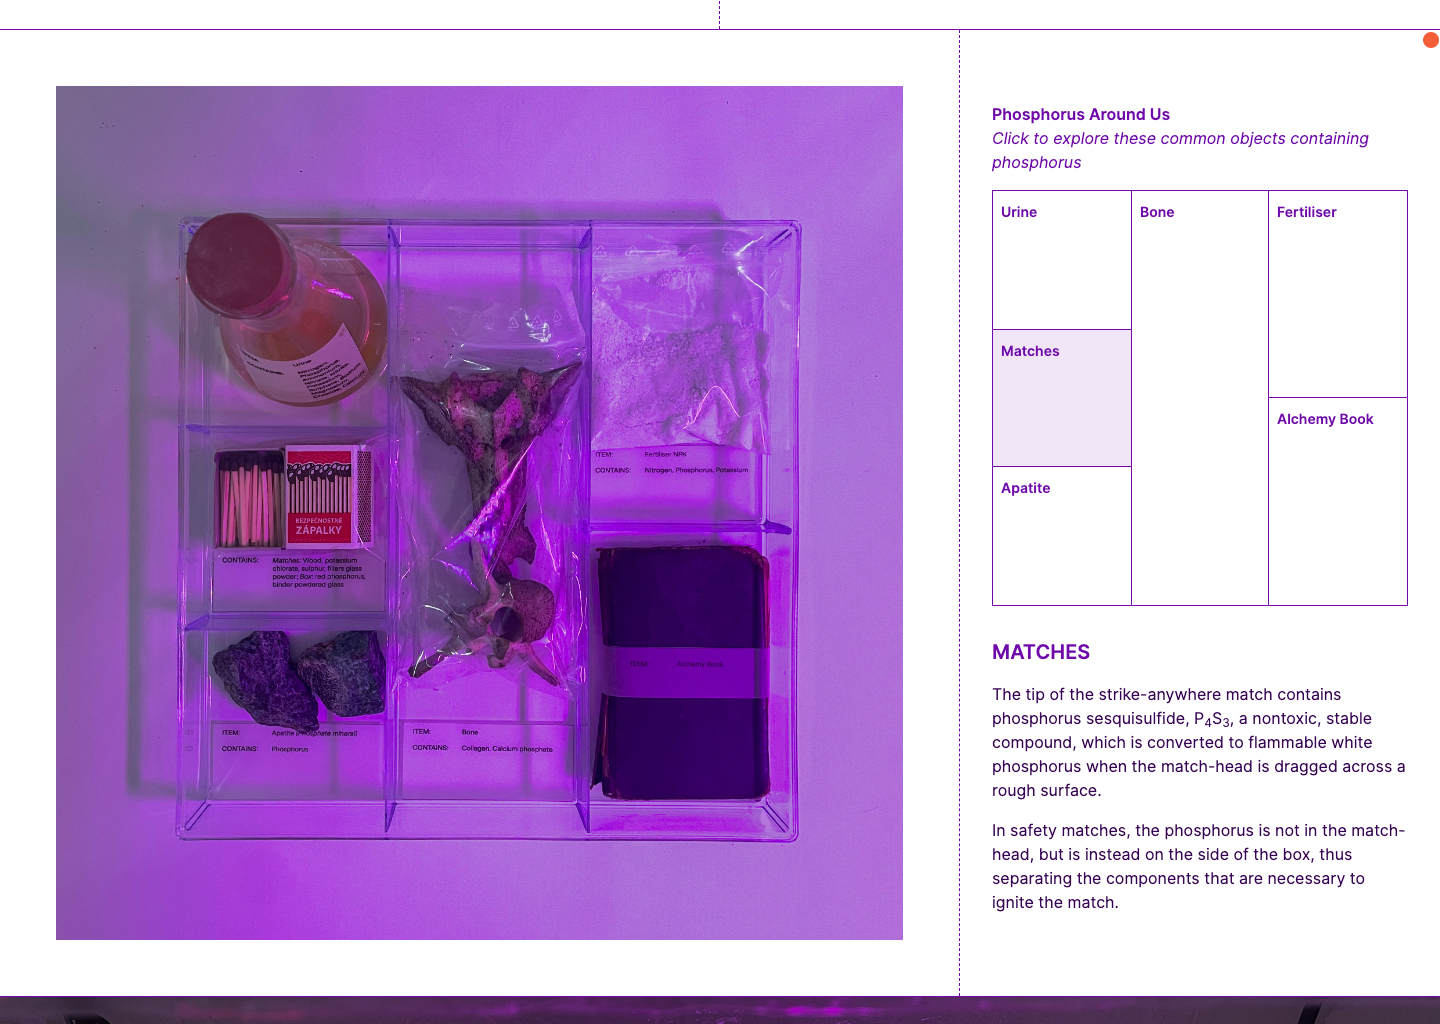 Phosphorus Around Us
Click to explore these common objects containing
phosphorus
Urine
Bone
Fertiliser
Matches
Alchemy Book
Apatite
MATCHES
The tip of the strike-anywhere match contains
phosphorus sesquisulfide, P₄S₃, a nontoxic, stable
compound, which is converted to flammable white
phosphorus when the match-head is dragged across a
rough surface.
In safety matches, the phosphorus is not in the match-
head, but is instead on the side of the box, thus
separating the components that are necessary to
ignite the match.
Urine
Nitrogen
BEZPEČNOSTNÉ
ZÁPALKY
CONTAINS: Matches: Wood, potassium
chlorate, sulphur, fillers glass
powder; Box: red phosphorus,
binder powdered glass
ITEM: Apatite (Phosphate mineral)
CONTAINS: Phosphorus
ITEM: Bone
CONTAINS: Collagen, Calcium phosphate
ITEM: Fertiliser NPK
CONTAINS: Nitrogen, Phosphorus, Potassium
ITEM: Alchemy Book